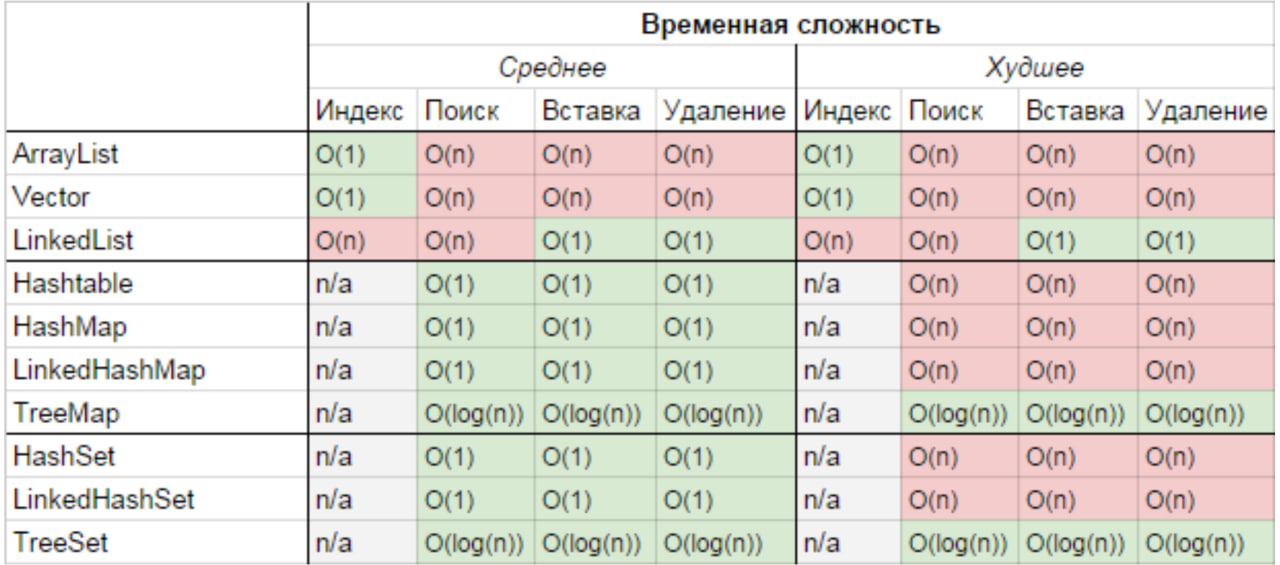 Временная сложность
Среднее Худшее
Индекс Поиск Вставка Удаление Индекс Поиск Вставка Удаление
ArrayList O(1) O(n) O(n) O(n) O(1) O(n) O(n) O(n)
Vector O(1) O(n) O(n) O(n) O(1) O(n) O(n) O(n)
LinkedList O(n) O(n) O(1) O(1) O(n) O(n) O(1) O(1)
Hashtable n/a O(1) O(1) O(1) n/a O(n) O(n) O(n)
HashMap n/a O(1) O(1) O(1) n/a O(n) O(n) O(n)
LinkedHashMap n/a O(1) O(1) O(1) n/a O(n) O(n) O(n)
TreeMap n/a O(log(n)) O(log(n)) O(log(n)) n/a O(log(n)) O(log(n)) O(log(n))
HashSet n/a O(1) O(1) O(1) n/a O(n) O(n) O(n)
LinkedHashSet n/a O(1) O(1) O(1) n/a O(n) O(n) O(n)
TreeSet n/a O(log(n)) O(log(n)) O(log(n)) n/a O(log(n)) O(log(n)) O(log(n))